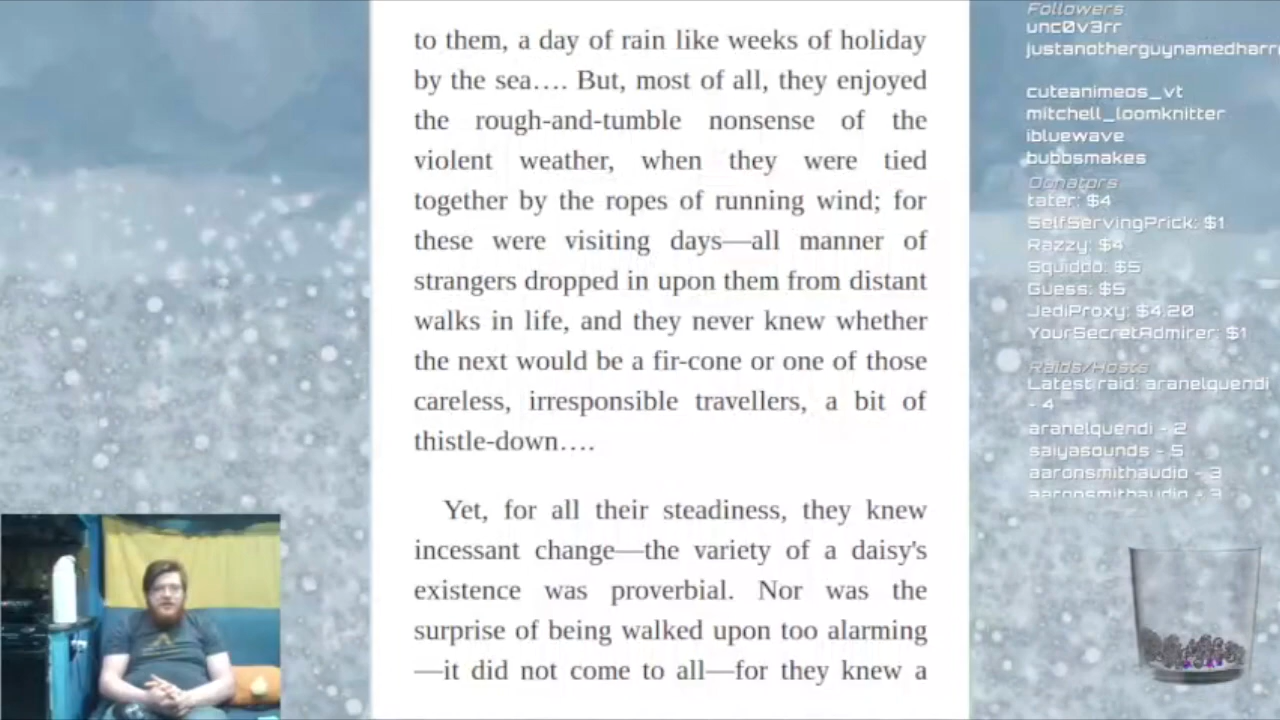 to them, a day of rain like weeks of holiday
by the sea…. But, most of all, they enjoyed
the rough-and-tumble nonsense of the
violent weather, when they were tied
together by the ropes of running wind; for
these were visiting days—all manner of
strangers dropped in upon them from distant
walks in life, and they never knew whether
the next would be a fir-cone or one of those
careless, irresponsible travellers, a bit of
thistle-down….
Yet, for all their steadiness, they knew
incessant change—the variety of a daisy's
existence was proverbial. Nor was the
surprise of being walked upon too alarming
—it did not come to all—for they knew a
Followers
unc0v3rr
justanotherguynamedharr
cuteanimeos_vt
mitchell_loomknitter
ibluewave
bubbsmakes
Donators
tater: $4
SelfServingPrick: $1
Razzy: $4
Squiddo: $5
Guess: $5
JediProxy: $4.20
YourSecretAdmirer: $1
Raids/Hosts
Latest raid: aranelquendi
- 4
aranelquendi - 2
saiyasounds - 5
aaronsmithaudio - 3
aaronsmithaudio - 3